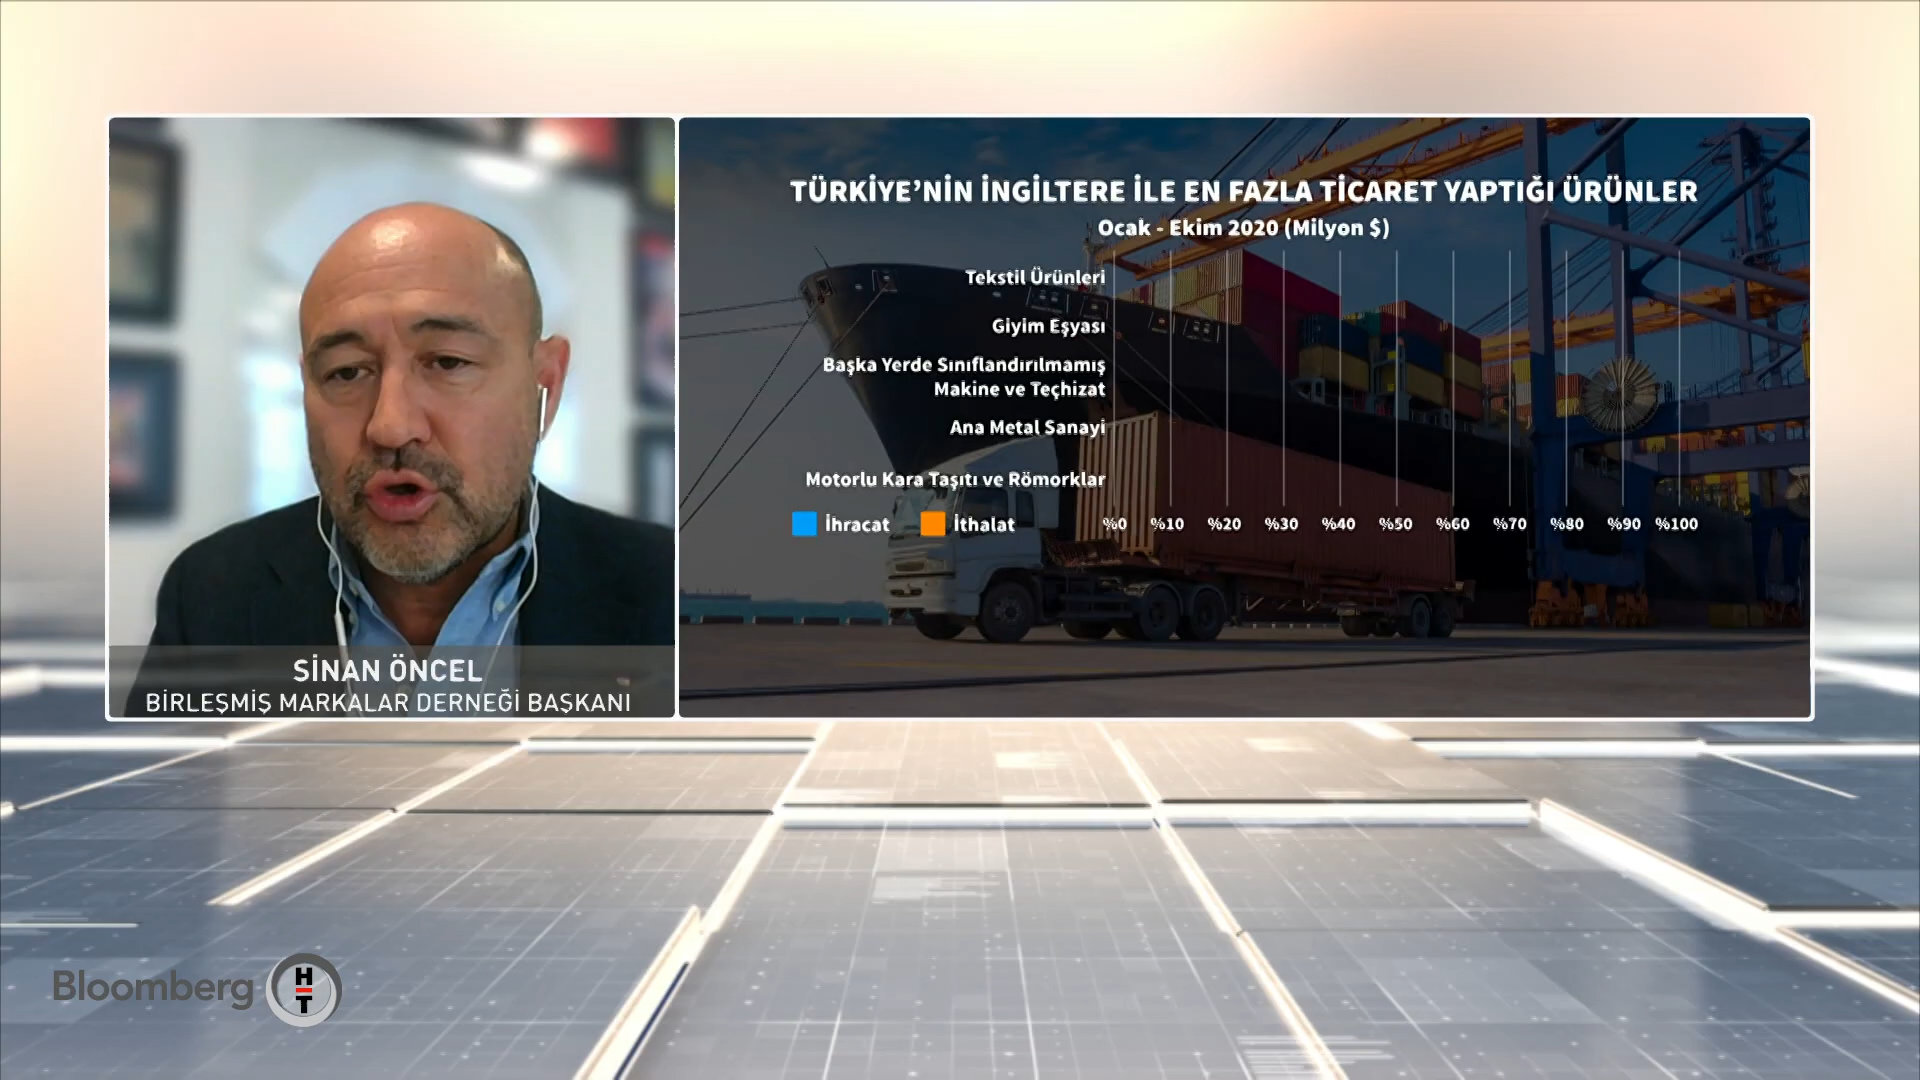 TÜRKİYE’NİN İNGİLTERE İLE EN FAZLA TİCARET YAPTIĞI ÜRÜNLER
Ocak - Ekim 2020 (Milyon $)
Tekstil Ürünleri
Giyim Eşyası
Başka Yerde Sınıflandırılmamış
Makine ve Teçhizat
Ana Metal Sanayi
Motorlu Kara Taşıtı ve Römorklar
İhracat İthalat %0 %10 %20 %30 %40 %50 %60 %70 %80 %90 %100
SİNAN ÖNCEL
BİRLEŞMİŞ MARKALAR DERNEĞİ BAŞKANI
Bloomberg HT